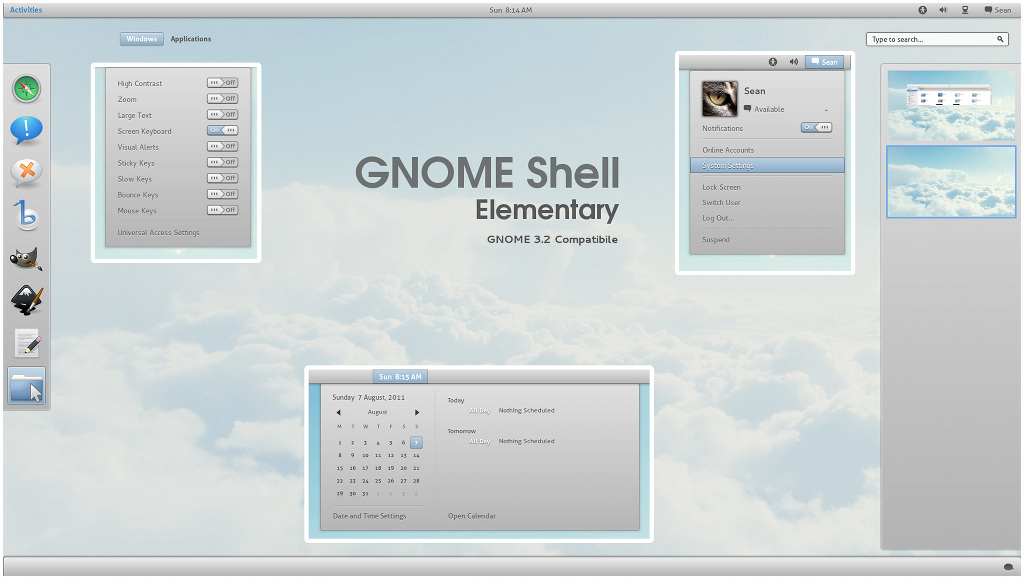 Activities
Sun 8:14 AM
Sean
Windows
Applications
Type to search...
High Contrast Off
Zoom Off
Large Text Off
Screen Keyboard On
Visual Alerts Off
Sticky Keys Off
Slow Keys Off
Bounce Keys Off
Mouse Keys Off
Universal Access Settings
GNOME Shell
Elementary
GNOME 3.2 Compatibile
Sean
Sean
Available
Notifications On
Online Accounts
System Settings
Lock Screen
Switch User
Log Out...
Suspend
Sun 8:15 AM
Sunday 7 August, 2011
August
M T W T F S S
1 2 3 4 5 6 7
8 9 10 11 12 13 14
15 16 17 18 19 20 21
22 23 24 25 26 27 28
29 30 31 1 2 3 4
Date and Time Settings
Today
All Day Nothing Scheduled
Tomorrow
All Day Nothing Scheduled
Open Calendar